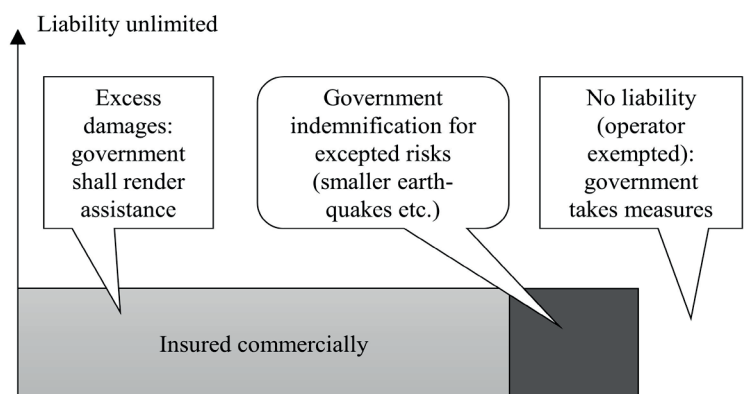 Liability unlimited
Excess
damages:
government
shall render
assistance
Government
indemnification for
excepted risks
(smaller earth-
quakes etc.)
No liability
(operator
exempted):
government
takes measures
Insured commercially